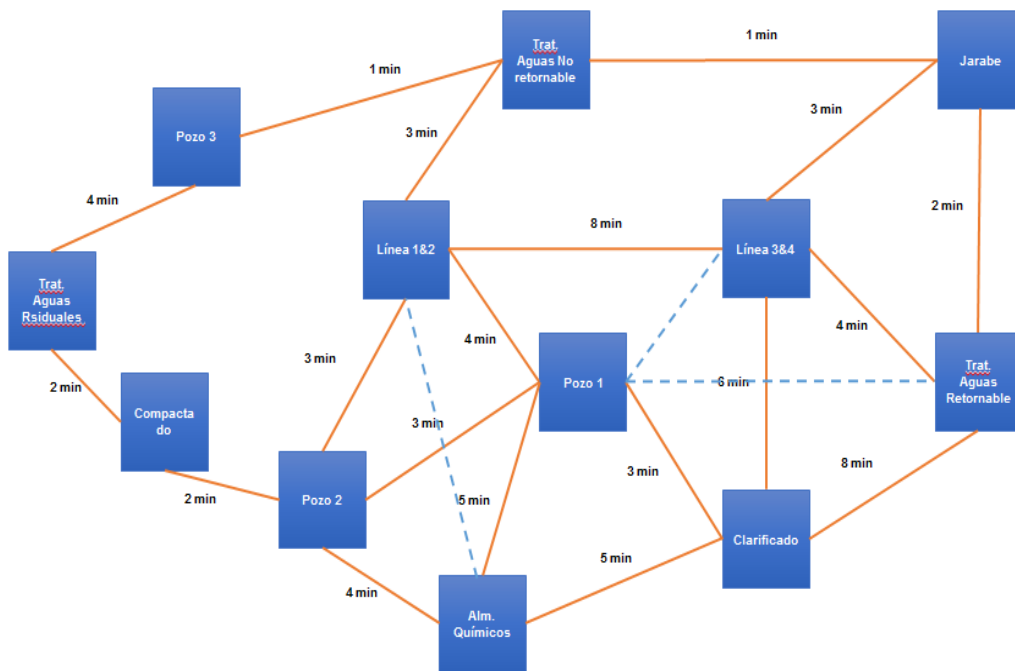 Trat.
Aguas No
retornable
1 min
Jarabe
1 min
Pozo 3
3 min
3 min
4 min
Línea 1&2
8 min
Línea 3&4
2 min
Trat.
Aguas
Rsiduales
4 min
4 min
3 min
Pozo 1
6 min
Trat.
Aguas
Retornable
2 min
Compacta
do
3 min
2 min
Pozo 2
5 min
3 min
8 min
Clarificado
4 min
5 min
Alm.
Químicos